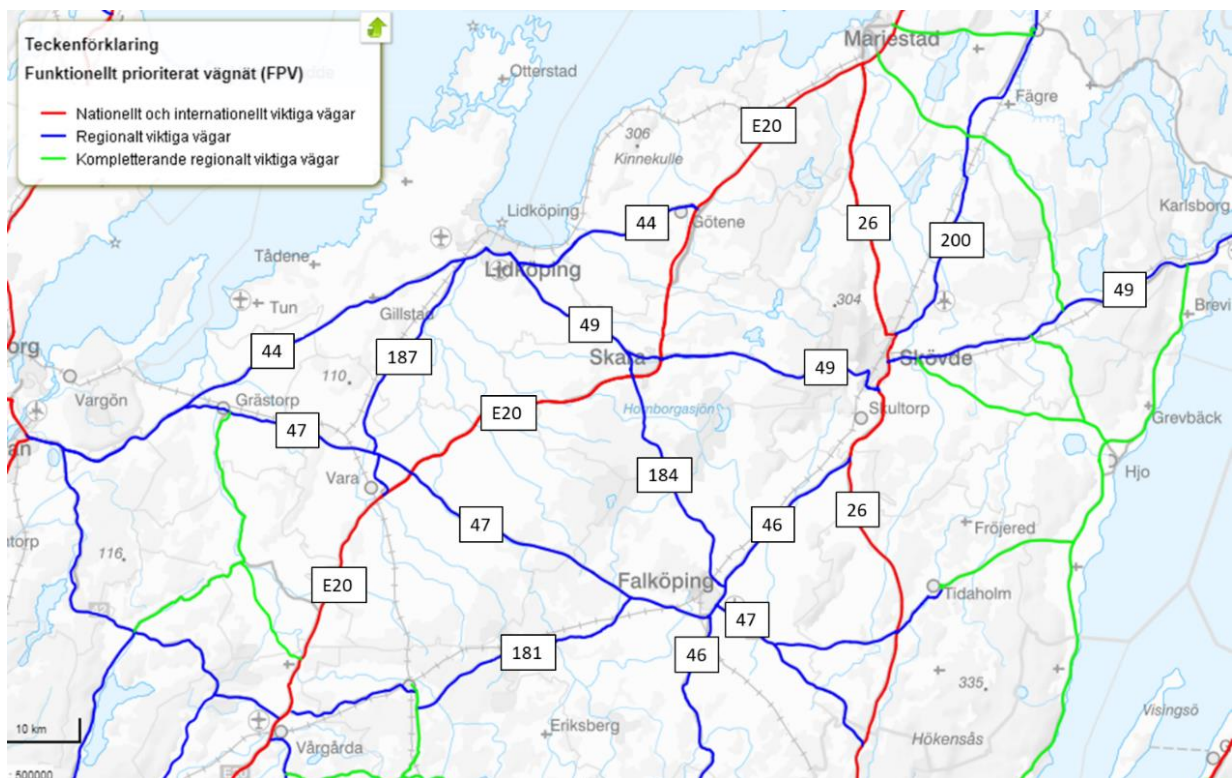 Teckenförklaring
Funktionellt prioriterat vägnät (FPV)
Nationellt och internationellt viktiga vägar
Regionalt viktiga vägar
Kompletterande regionalt viktiga vägar
Mariestad
Otterstad
Fägre
E20
306
Kinnekulle
Lidköping
44
Götene
26
200
Karlsborg
Tådene
Lidköping
Tun
Gillstad
304
49
49
44
187
Skara
49
Skövde
Vargön
110
Grästorp
E20
Hornborgasjön
Skultorp
Grevbäck
47
Vara
184
Hjo
47
46
26
Fröjered
116
E20
Falköping
Tidaholm
47
181
46
335
Visingsö
10 km
Eriksberg
Hökensås
Vårgårda